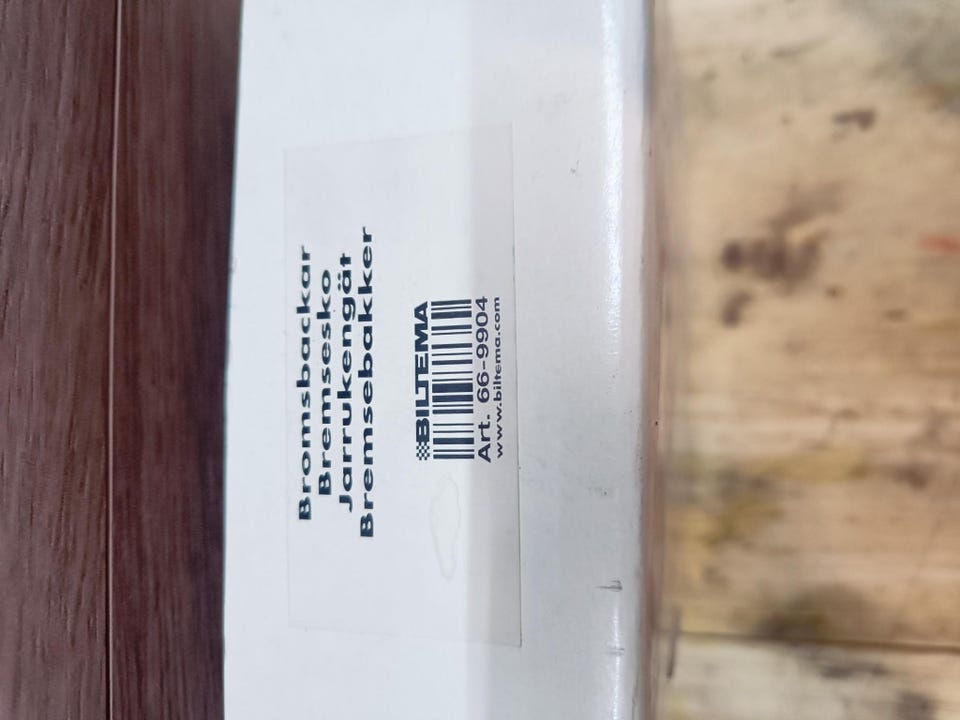 Bromsbackar
Bremsesko
Jarrukengät
Bremsebakker
BILTEMA
Art. 66-9904
www.biltema.com